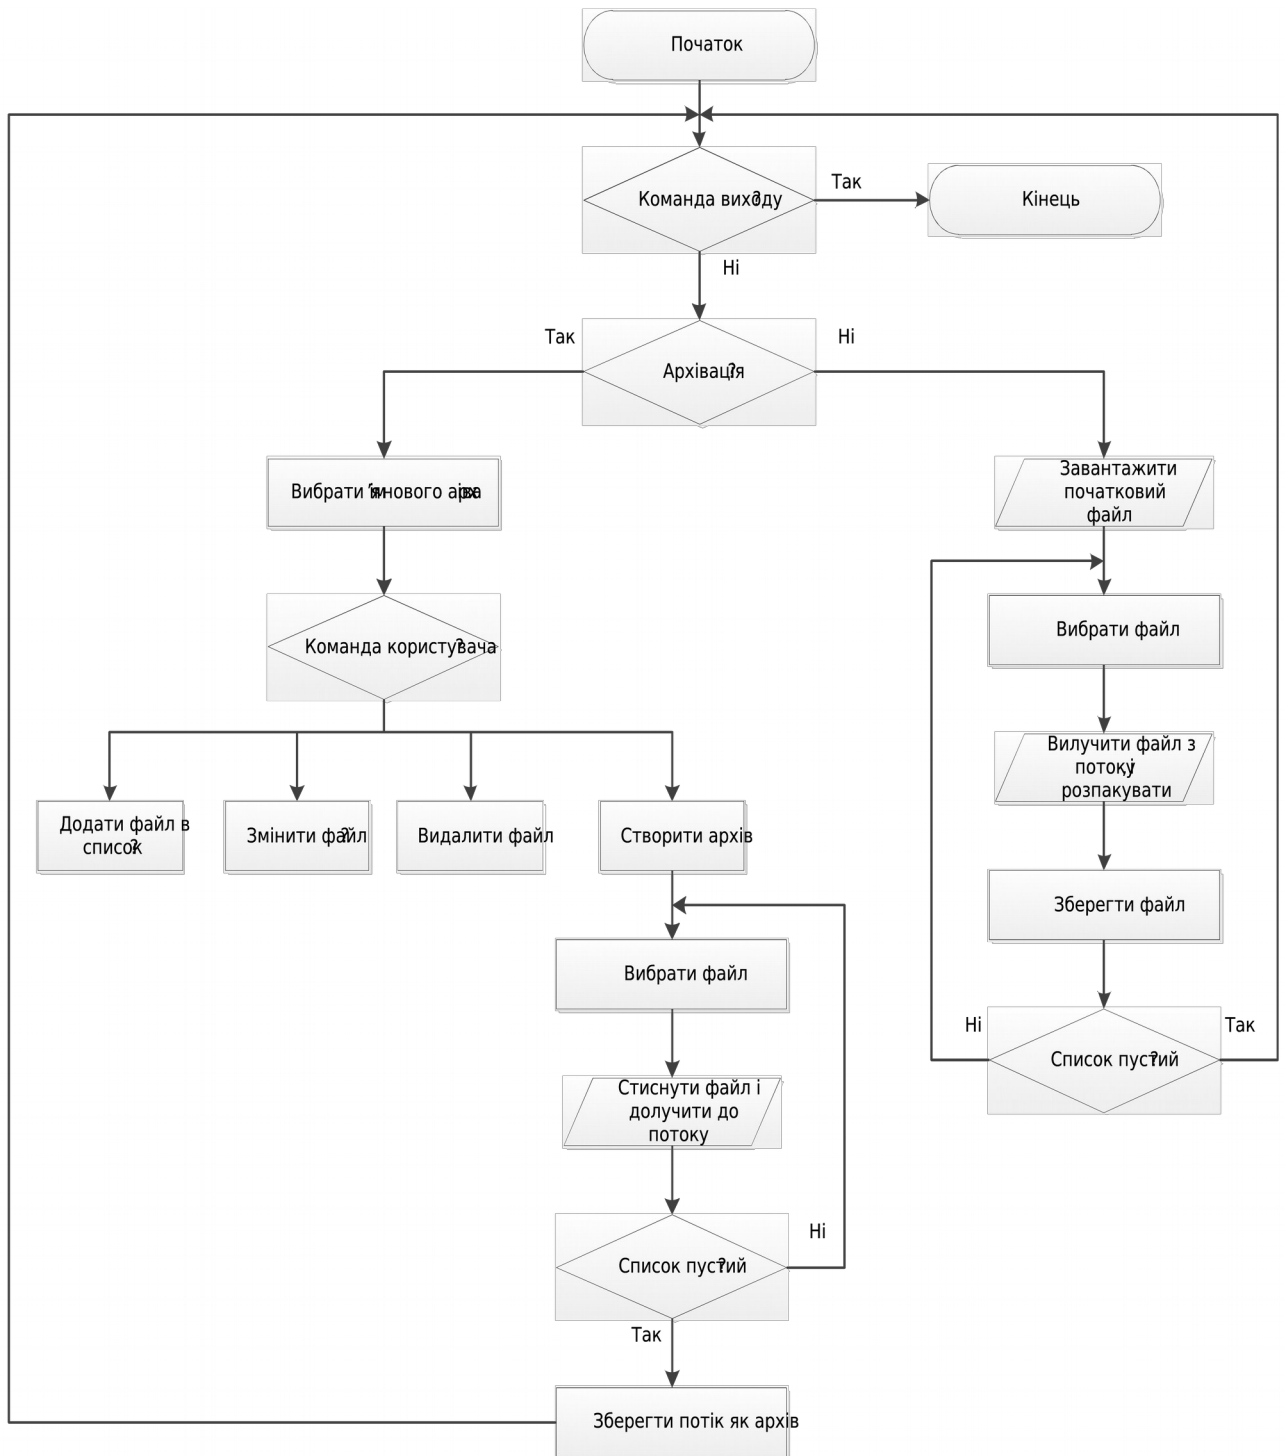 Початок
Команда виходу?
Так
Кінець
Ні
Так
Ні
Архівація?
Вибрати ім'я нового архіва
Завантажити
початковий
файл
Вибрати файл
Команда користувача?
Вилучити файл з
потоку, і
розпакувати
Додати файл в
список?
Змінити файл?
Видалити файл
Створити архів
Зберегти файл
Вибрати файл
Ні
Так
Список пустий?
Стиснути файл і
долучити до
потоку
Ні
Список пустий?
Так
Зберегти потік як архів